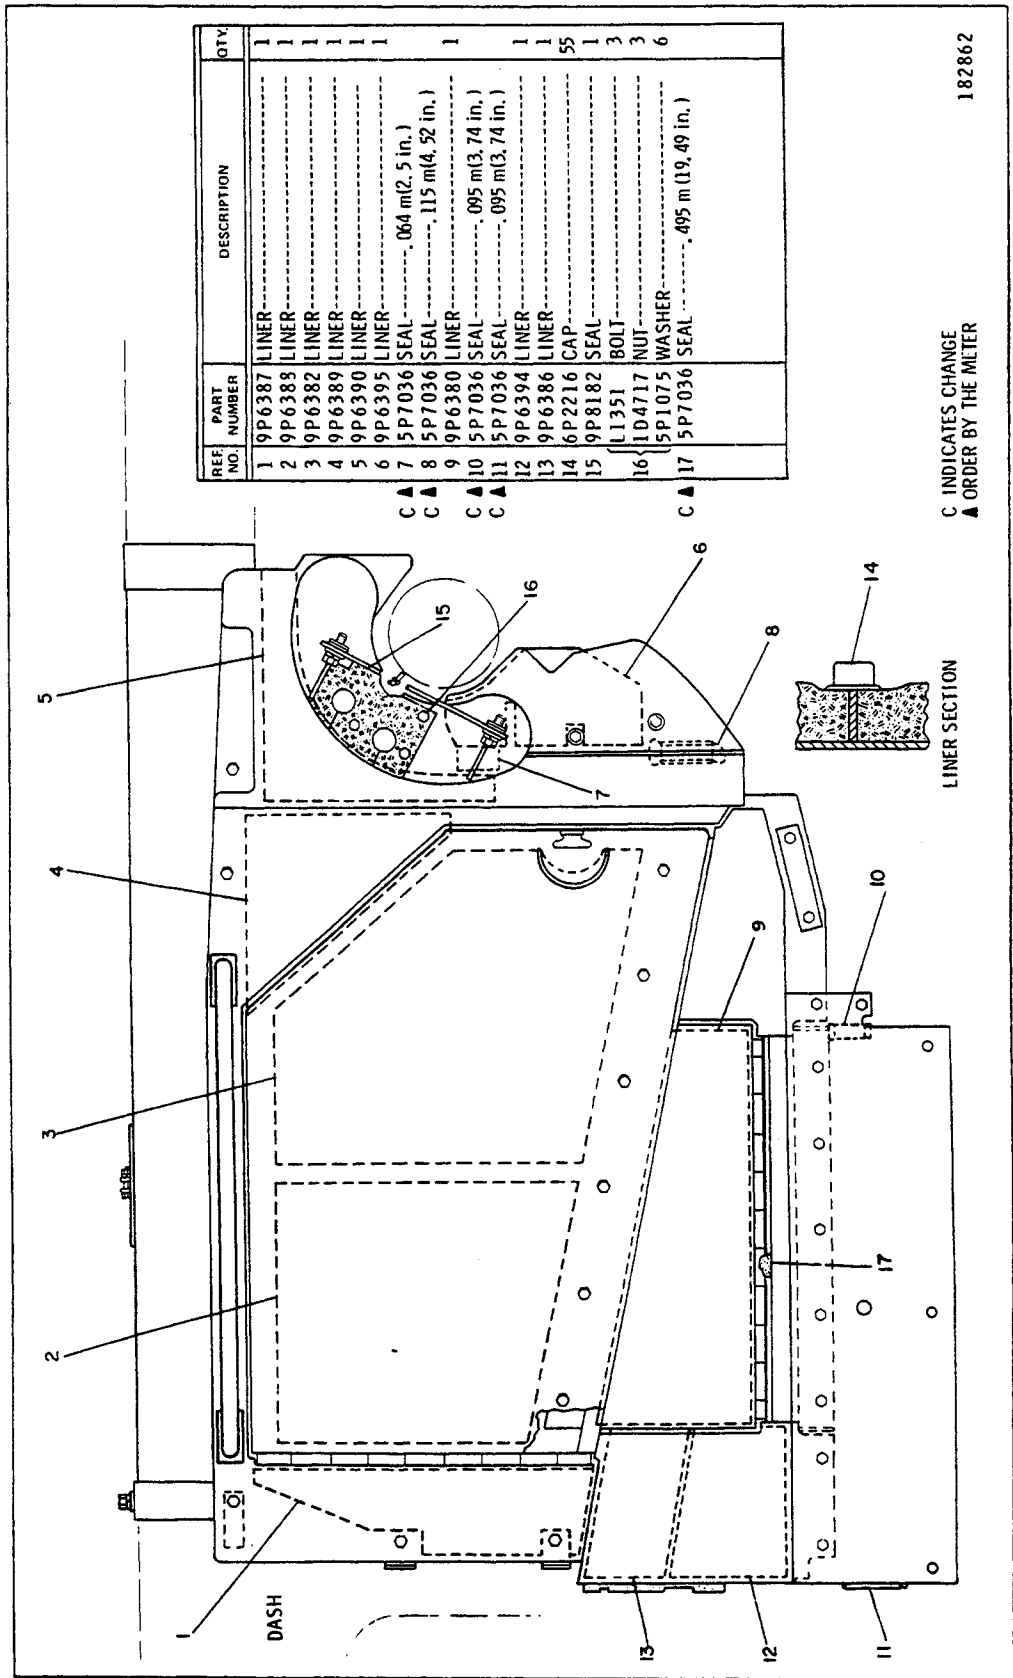 REF. NO. PART NUMBER DESCRIPTION QTY.
1 9P6387 LINER 1
2 9P6388 LINER 1
3 9P6382 LINER 1
4 9P6389 LINER 1
5 9P6390 LINER 1
6 9P6395 LINER 1
C ▲ 7 5P7036 SEAL .064 m(2.5 in.)
C ▲ 8 5P7036 SEAL .115 m(4.52 in.)
9 9P6380 LINER 1
C ▲ 10 5P7036 SEAL .095 m(3.74 in.)
C ▲ 11 5P7036 SEAL .095 m(3.74 in.)
12 9P6394 LINER 1
13 9P6386 LINER 1
14 6P2216 CAP 55
15 9P8182 SEAL 1
L1351 BOLT 3
16 1D4717 NUT 3
5P1075 WASHER 6
C ▲ 17 5P7036 SEAL .495 m (19.49 in.)
1
2
3
4
5
DASH
15
16
6
7
8
14
LINER SECTION
9
10
17
13
12
11
C INDICATES CHANGE
▲ ORDER BY THE METER
182862